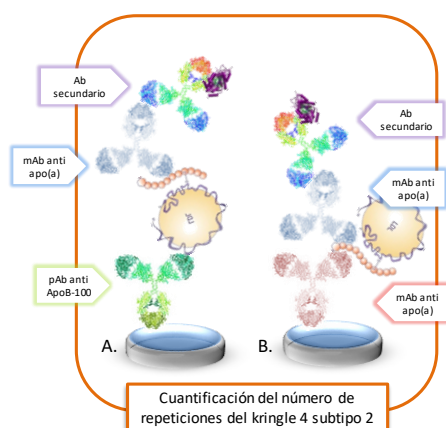 Ab
secundario
mAb anti
apo(a)
pAb anti
ApoB-100
A.
Ab
secundario
mAb anti
apo(a)
mAb anti
apo(a)
B.
Cuantificación del número de
repeticiones del kringle 4 subtipo 2